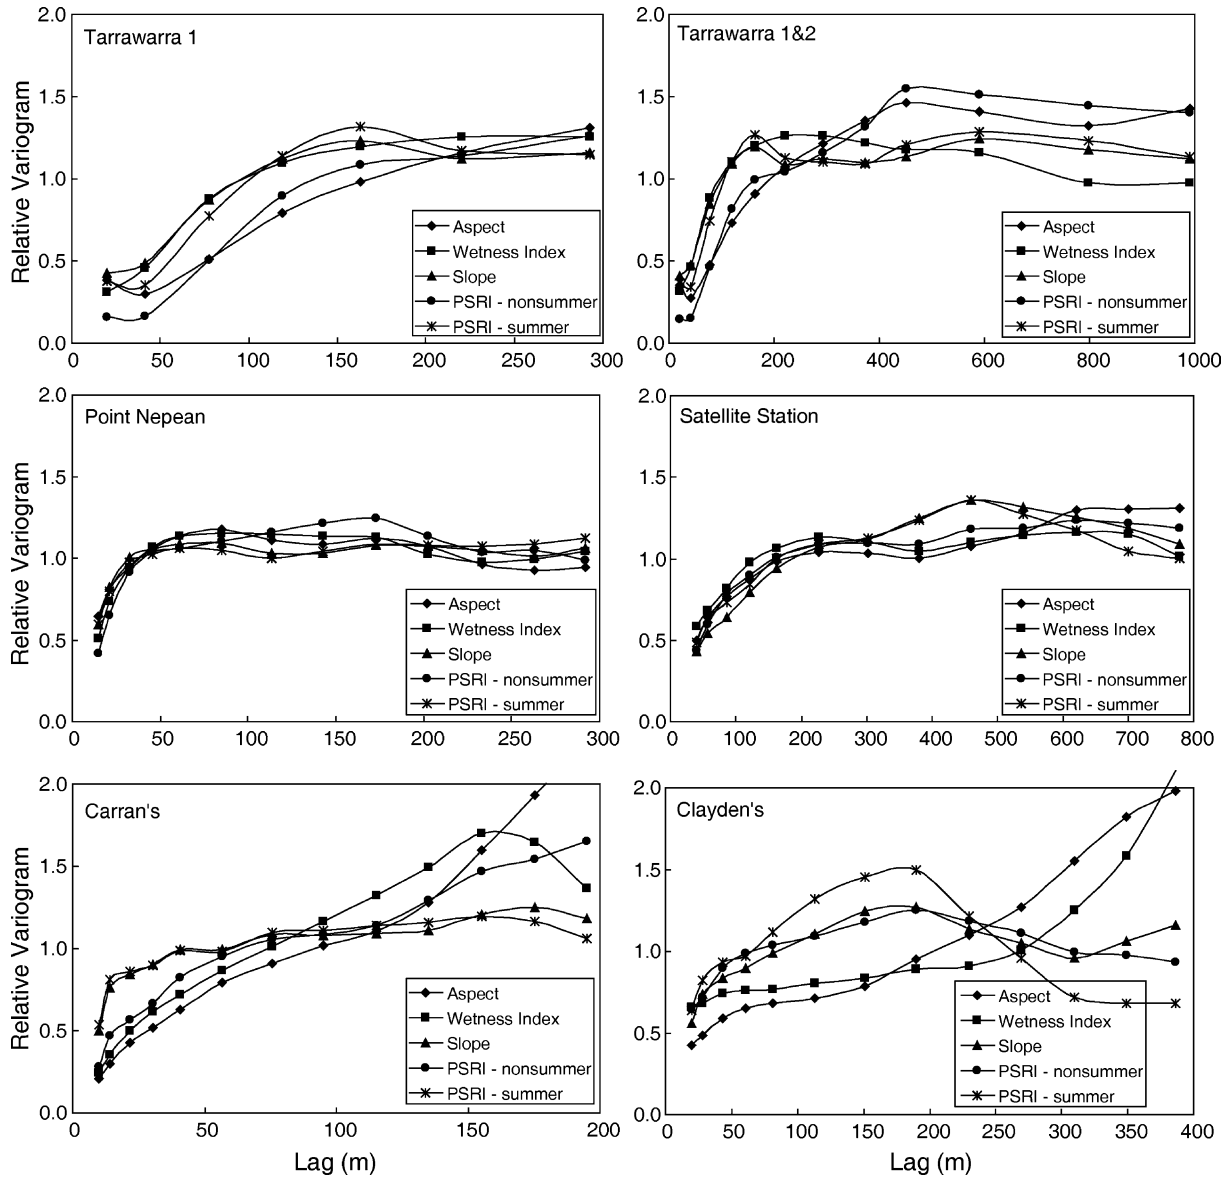 Tarrawarra 1
2.0
1.5
1.0
0.5
0.0
Relative Variogram
Aspect
Wetness Index
Slope
PSRI - nonsummer
PSRI - summer
0 50 100 150 200 250 300
Tarrawarra 1&2
2.0
1.5
1.0
0.5
0.0
Aspect
Wetness Index
Slope
PSRI - nonsummer
PSRI - summer
0 200 400 600 800 1000
Point Nepean
2.0
1.5
1.0
0.5
0.0
Relative Variogram
Aspect
Wetness Index
Slope
PSRI - nonsummer
PSRI - summer
0 50 100 150 200 250 300
Satellite Station
2.0
1.5
1.0
0.5
0.0
Aspect
Wetness Index
Slope
PSRI - nonsummer
PSRI - summer
0 100 200 300 400 500 600 700 800
Carran's
2.0
1.5
1.0
0.5
0.0
Relative Variogram
Aspect
Wetness Index
Slope
PSRI - nonsummer
PSRI - summer
0 50 100 150 200
Lag (m)
Clayden's
2.0
1.5
1.0
0.5
0.0
Aspect
Wetness Index
Slope
PSRI - nonsummer
PSRI - summer
0 50 100 150 200 250 300 350 400
Lag (m)